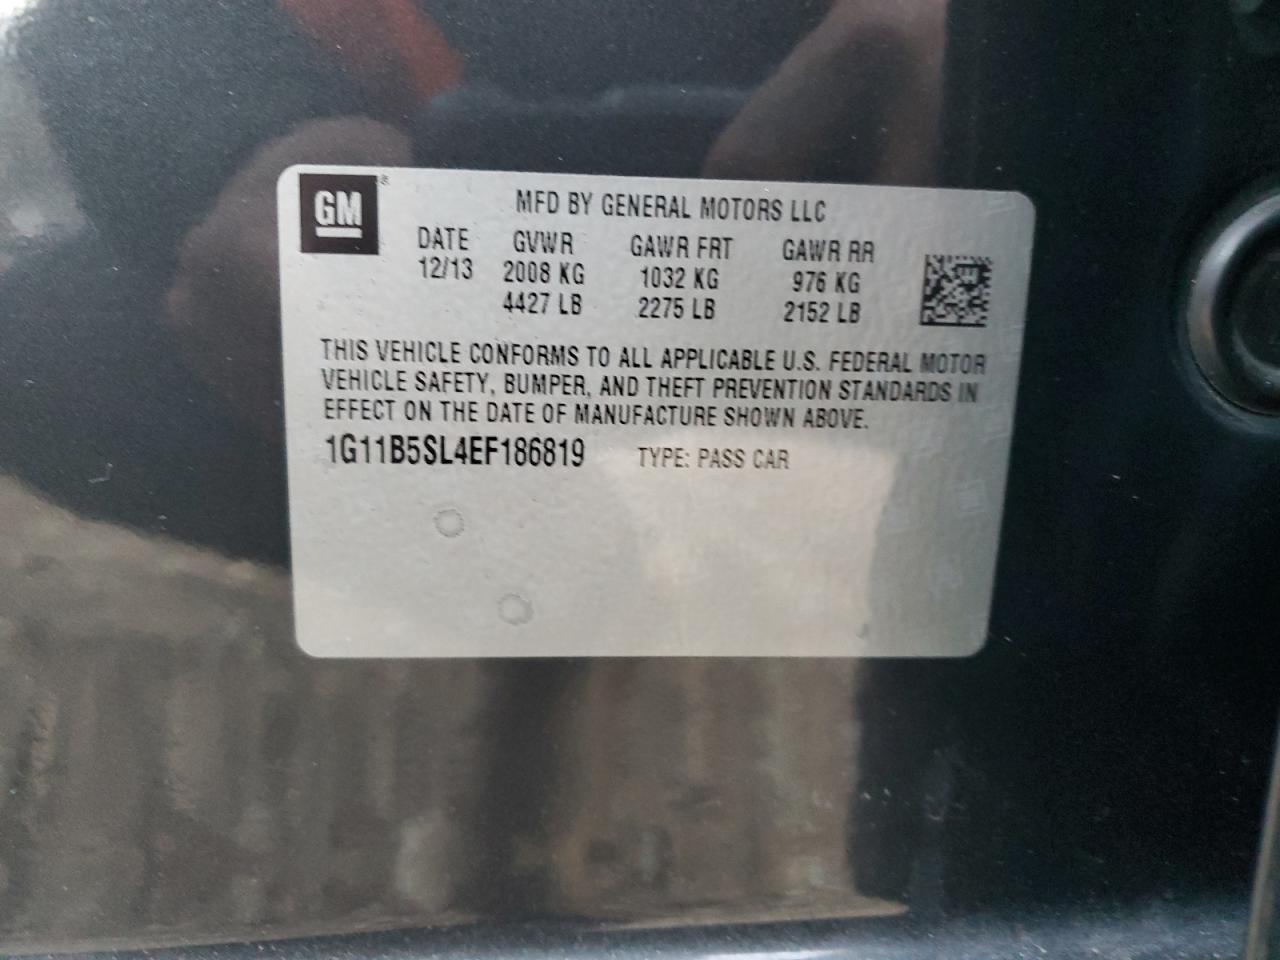 GM®
MFD BY GENERAL MOTORS LLC
DATE GVWR GAWR FRT GAWR RR
12/13 2008 KG 1032 KG 976 KG
4427 LB 2275 LB 2152 LB
THIS VEHICLE CONFORMS TO ALL APPLICABLE U.S. FEDERAL MOTOR
VEHICLE SAFETY, BUMPER, AND THEFT PREVENTION STANDARDS IN
EFFECT ON THE DATE OF MANUFACTURE SHOWN ABOVE.
1G11B5SL4EF186819 TYPE: PASS CAR